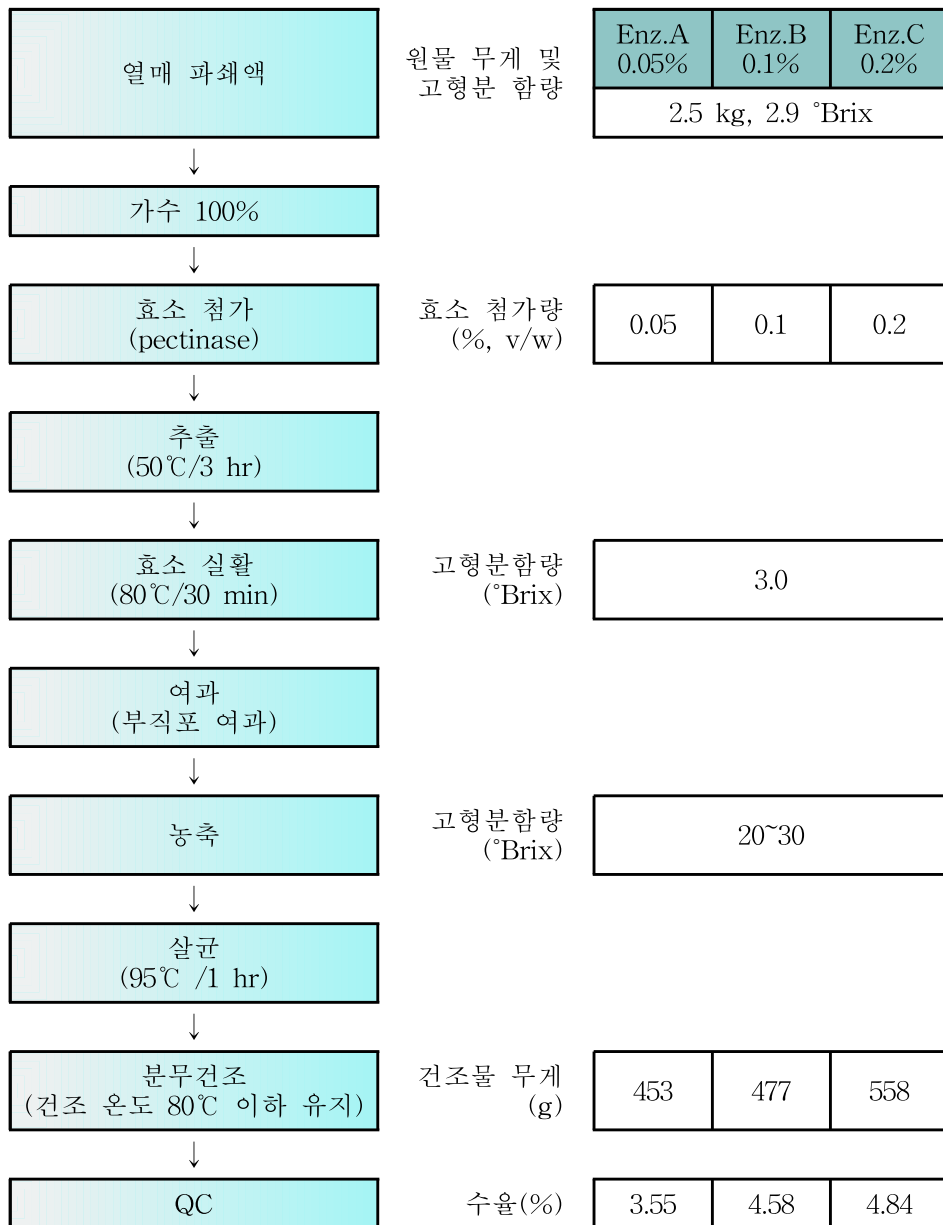 열매 파쇄액
원물 무게 및
고형분 함량
Enz.A
0.05%
Enz.B
0.1%
Enz.C
0.2%
2.5 kg, 2.9 °Brix
↓
가수 100%
↓
효소 첨가
(pectinase)
효소 첨가량
(%, v/w)
0.05
0.1
0.2
↓
추출
(50℃/3 hr)
↓
효소 실활
(80℃/30 min)
고형분함량
(°Brix)
3.0
↓
여과
(부직포 여과)
↓
농축
고형분함량
(°Brix)
20~30
↓
살균
(95℃ /1 hr)
↓
분무건조
(건조 온도 80℃ 이하 유지)
건조물 무게
(g)
453
477
558
↓
QC
수율(%)
3.55
4.58
4.84